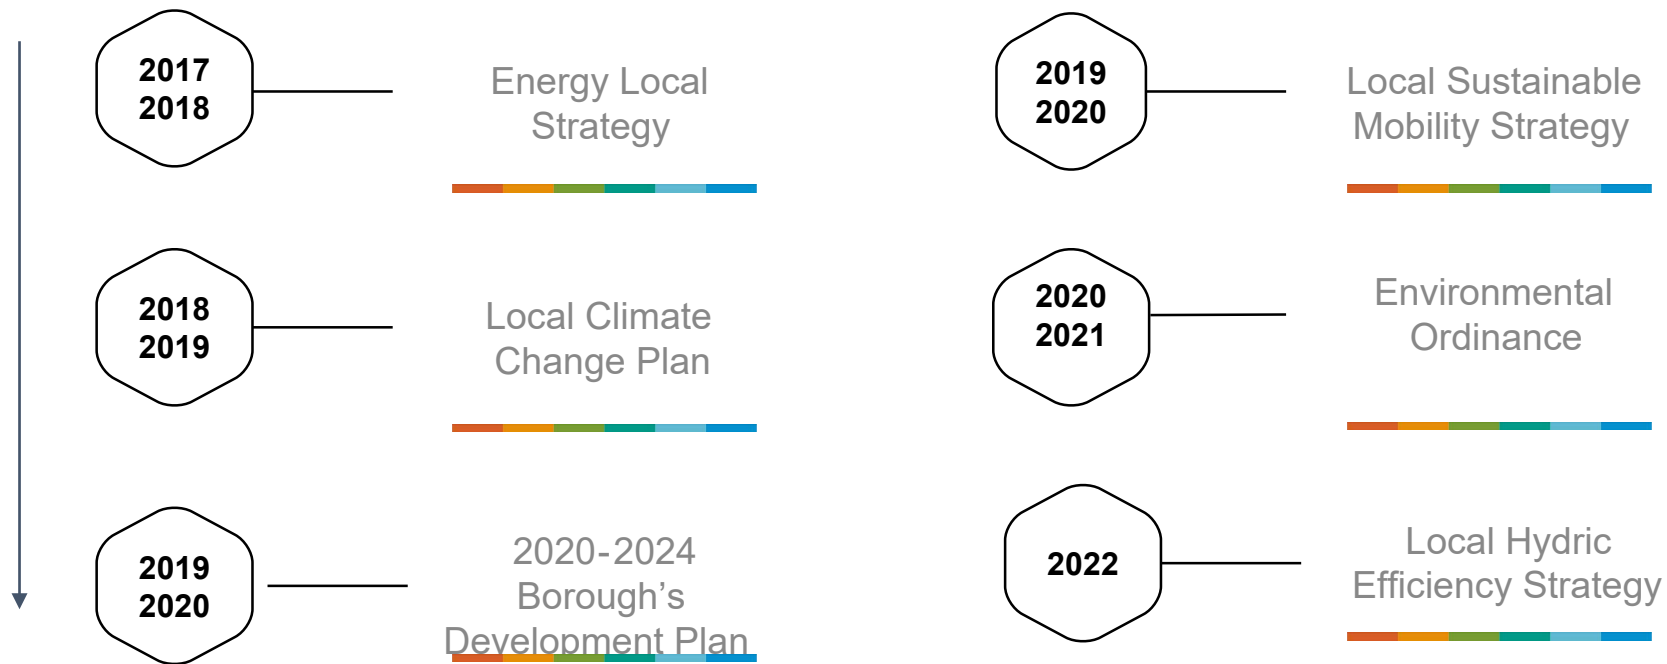 2017
2018
Energy Local
Strategy
2018
2019
Local Climate
Change Plan
2019
2020
2020-2024
Borough's
Development Plan
2019
2020
Local Sustainable
Mobility Strategy
2020
2021
Environmental
Ordinance
2022
Local Hydric
Efficiency Strategy